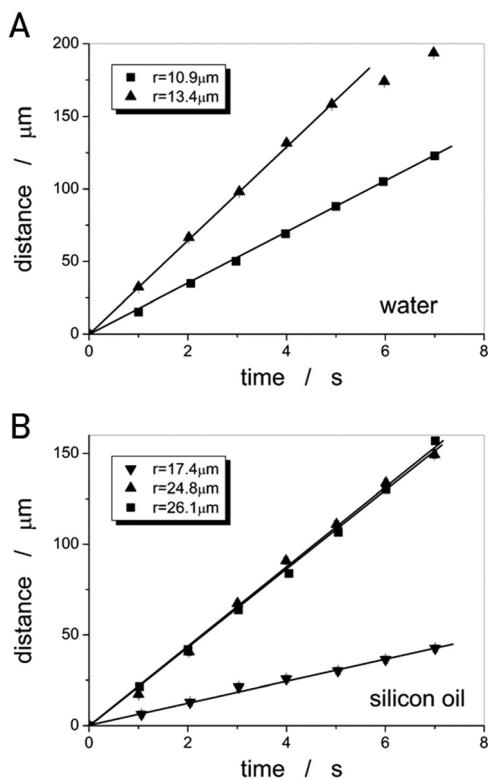 A
200
r=10.9μm
r=13.4μm
150
distance / μm
100
50
water
0
0 2 4 6 8
time / s
B
150
r=17.4μm
r=24.8μm
r=26.1μm
distance / μm
100
50
silicon oil
0
0 2 4 6 8
time / s